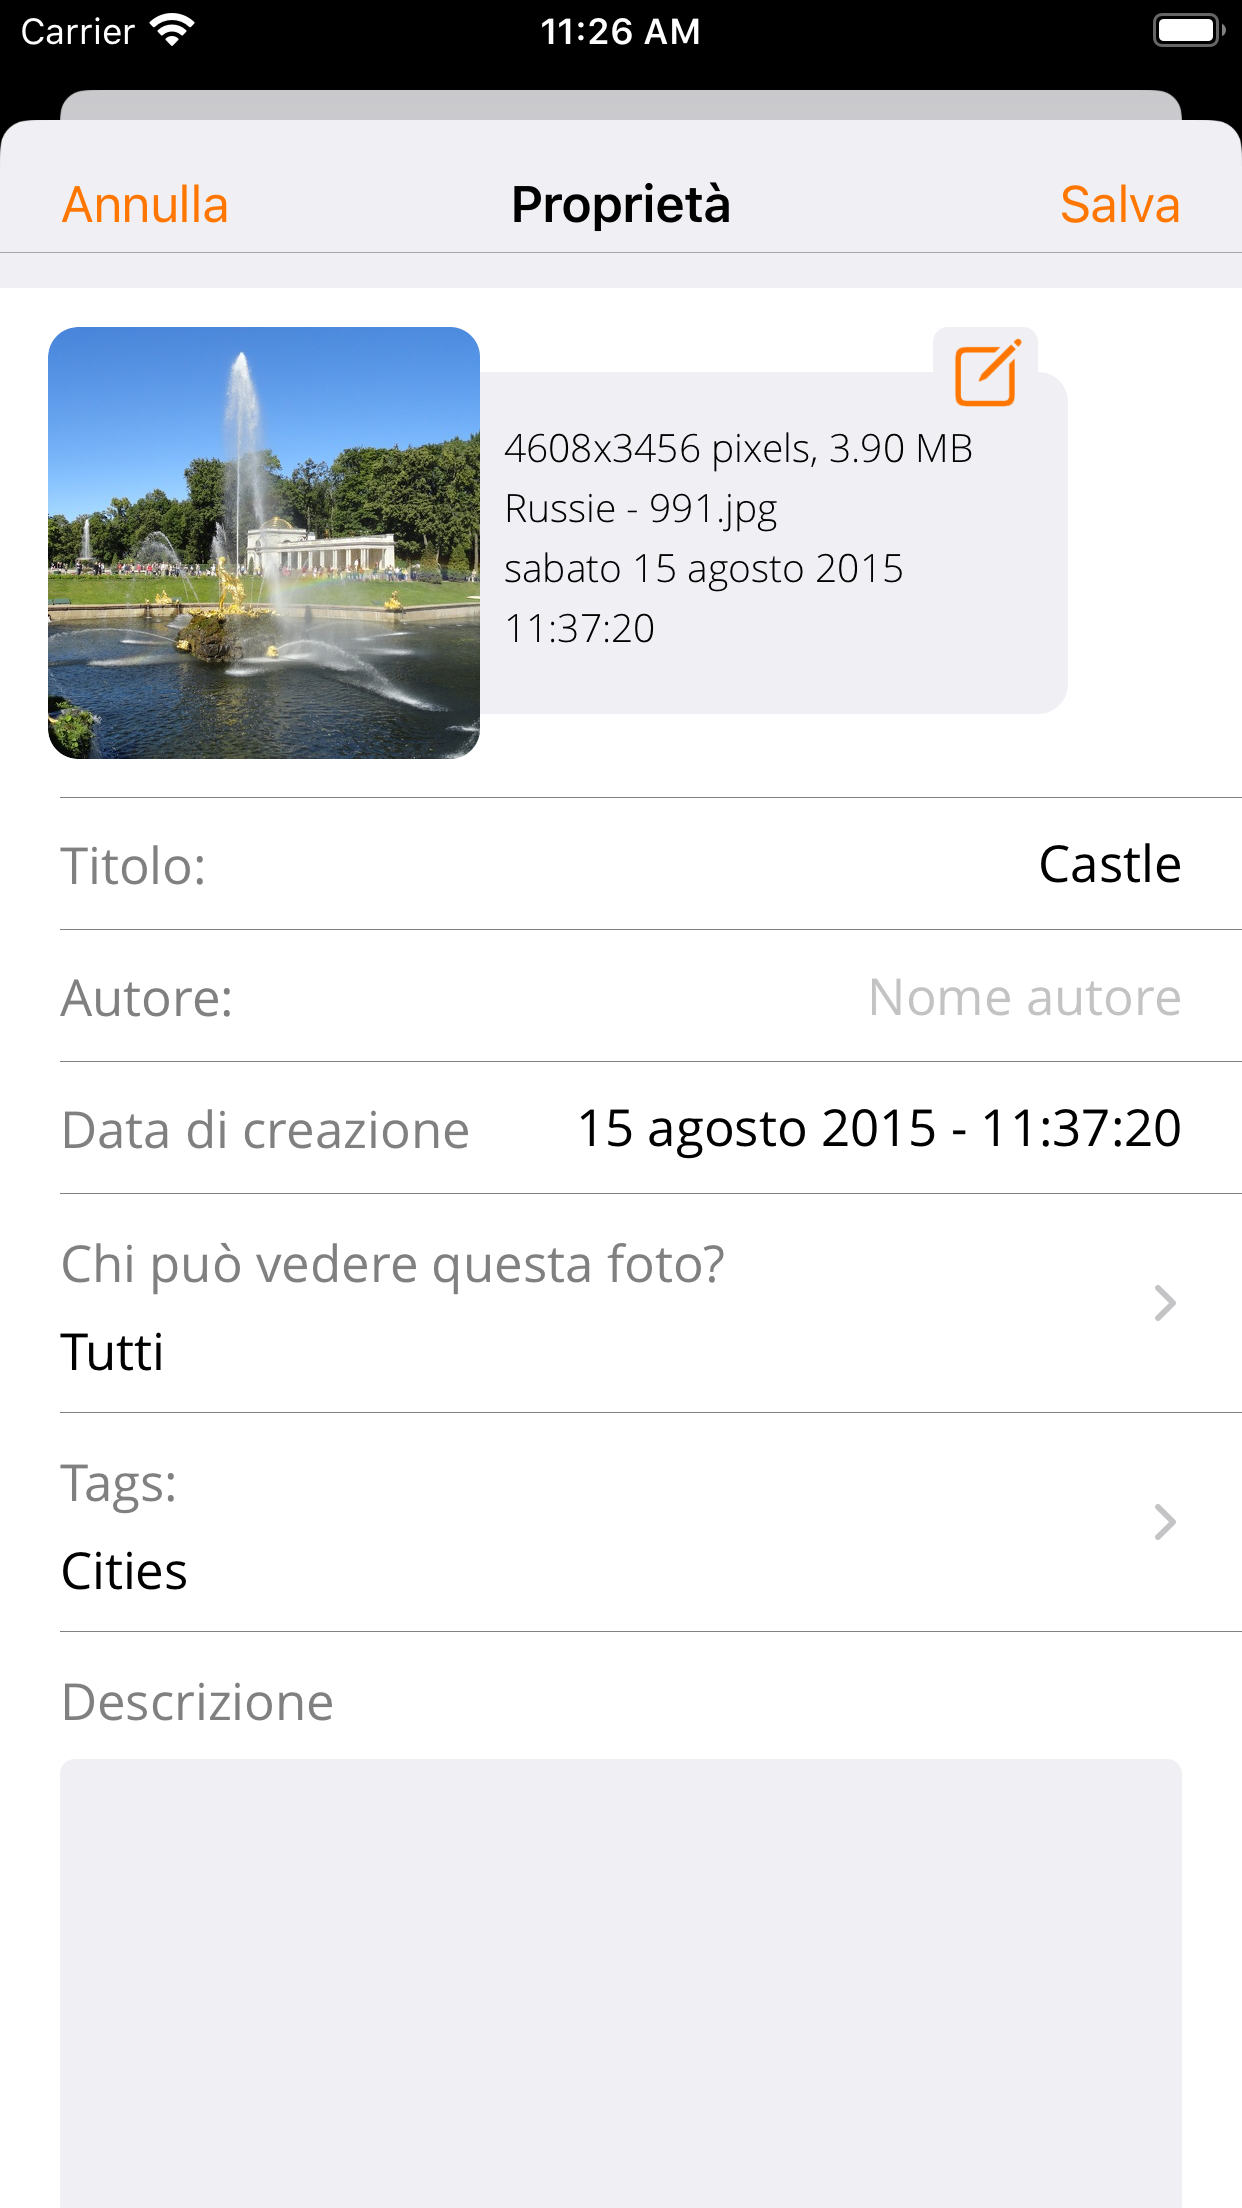 Carrier 11:26 AM
Annulla Proprietà Salva
4608x3456 pixels, 3.90 MB
Russie - 991.jpg
sabato 15 agosto 2015
11:37:20
Titolo: Castle
Autore: Nome autore
Data di creazione 15 agosto 2015 - 11:37:20
Chi può vedere questa foto?
Tutti
Tags:
Cities
Descrizione